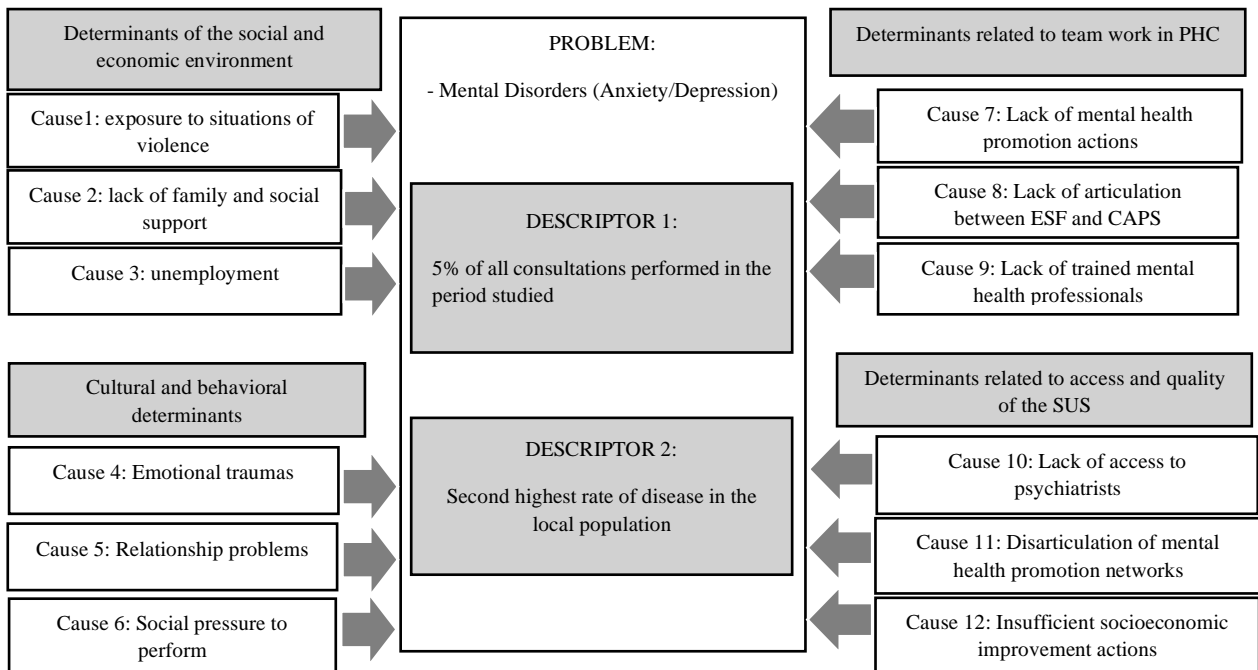 Determinants of the social and
economic environment
Cause1: exposure to situations of
violence
Cause 2: lack of family and social
support
Cause 3: unemployment
Cultural and behavioral
determinants
Cause 4: Emotional traumas
Cause 5: Relationship problems
Cause 6: Social pressure to
perform
PROBLEM:
- Mental Disorders (Anxiety/Depression)
DESCRIPTOR 1:
5% of all consultations performed in the
period studied
DESCRIPTOR 2:
Second highest rate of disease in the
local population
Determinants related to team work in PHC
Cause 7: Lack of mental health
promotion actions
Cause 8: Lack of articulation
between ESF and CAPS
Cause 9: Lack of trained mental
health professionals
Determinants related to access and quality
of the SUS
Cause 10: Lack of access to
psychiatrists
Cause 11: Disarticulation of mental
health promotion networks
Cause 12: Insufficient socioeconomic
improvement actions